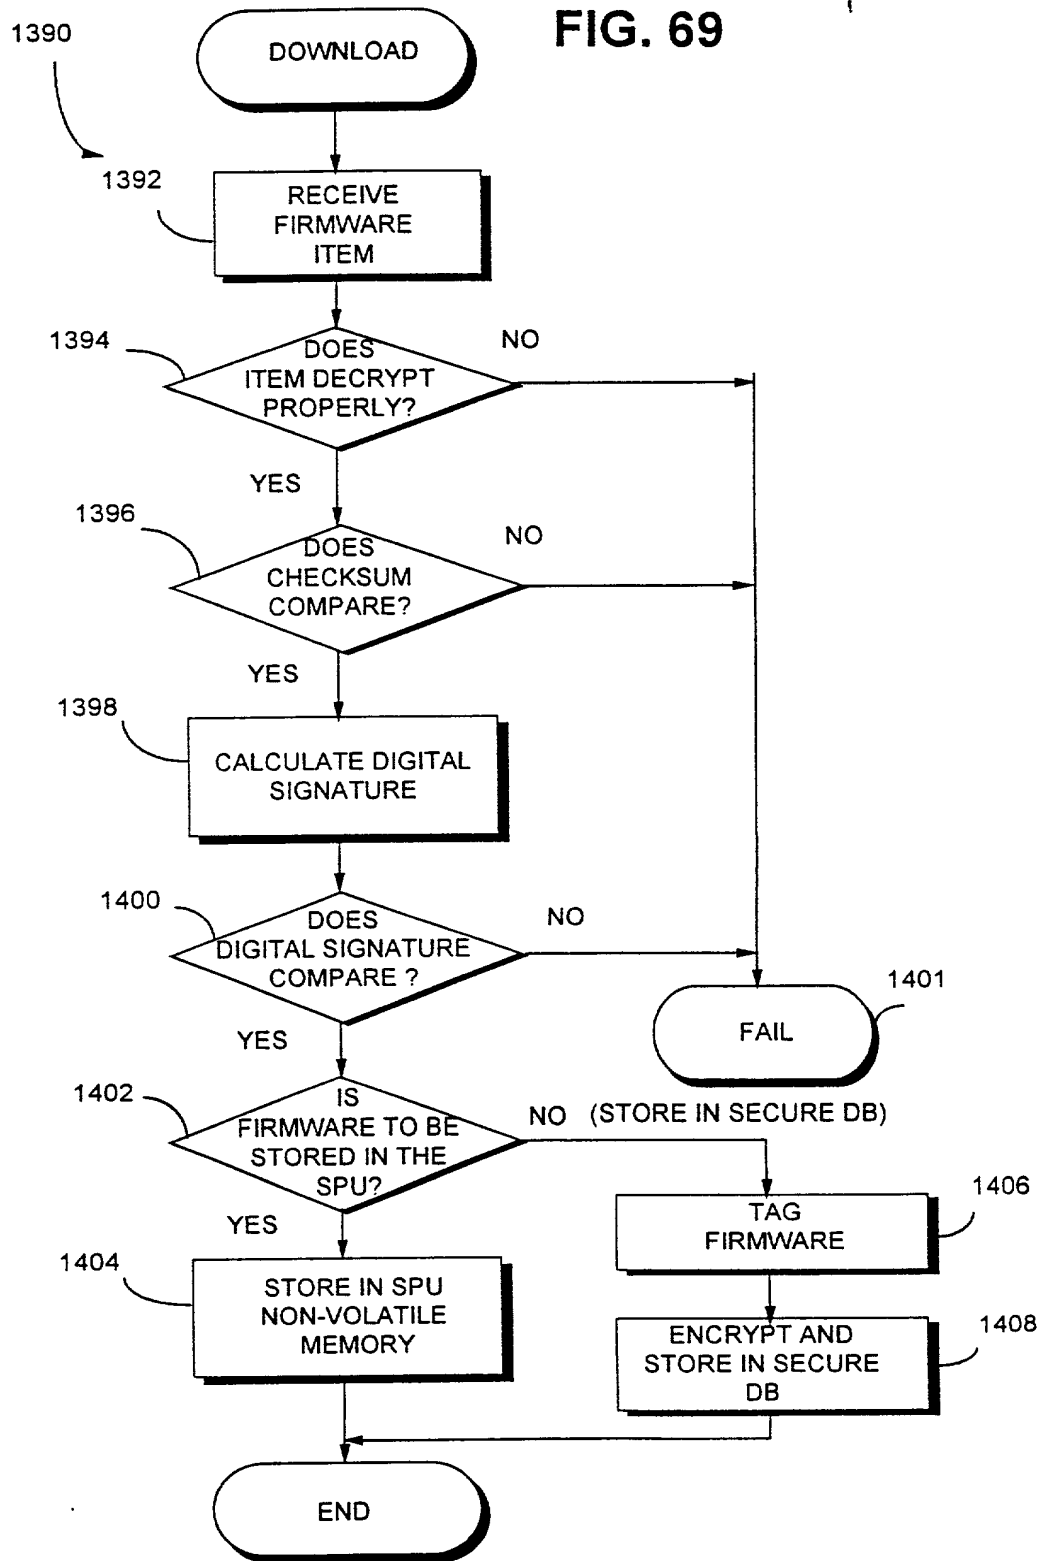 FIG. 69
1390
DOWNLOAD
1392
RECEIVE
FIRMWARE
ITEM
1394
DOES
ITEM DECRYPT
PROPERLY?
NO
YES
1396
DOES
CHECKSUM
COMPARE?
NO
YES
1398
CALCULATE DIGITAL
SIGNATURE
1400
DOES
DIGITAL SIGNATURE
COMPARE ?
NO
1401
FAIL
YES
1402
IS
FIRMWARE TO BE
STORED IN THE
SPU?
NO (STORE IN SECURE DB)
YES
1406
TAG
FIRMWARE
1404
STORE IN SPU
NON-VOLATILE
MEMORY
1408
ENCRYPT AND
STORE IN SECURE
DB
END